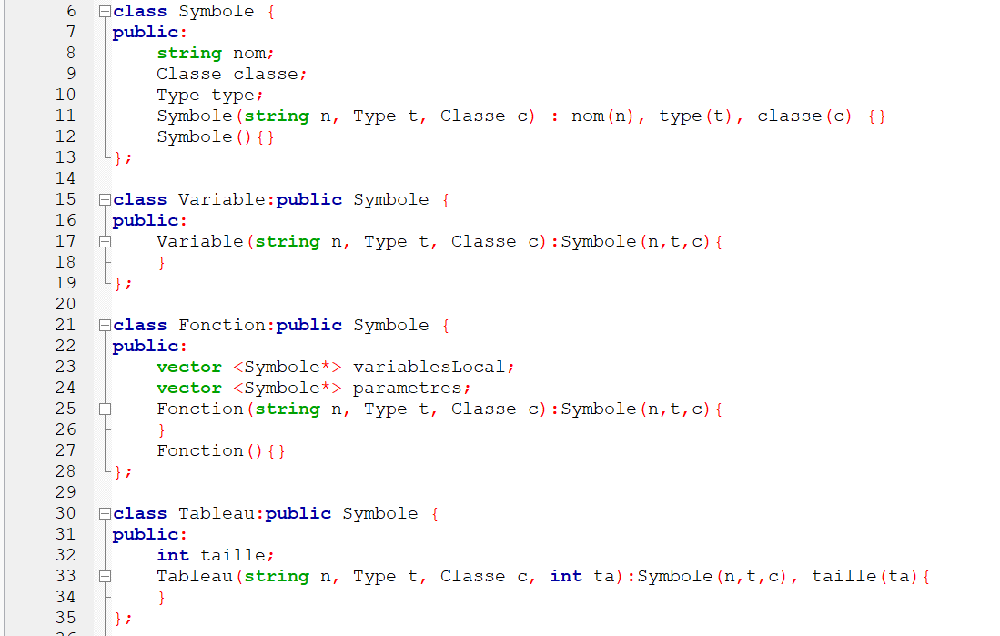 6 class Symbole {
7 public:
8 string nom;
9 Classe classe;
10 Type type;
11 Symbole(string n, Type t, Classe c) : nom(n), type(t), classe(c) {}
12 Symbole(){}
13 };
14
15 class Variable:public Symbole {
16 public:
17 Variable(string n, Type t, Classe c):Symbole(n,t,c){
18 }
19 };
20
21 class Fonction:public Symbole {
22 public:
23 vector <Symbole*> variablesLocal;
24 vector <Symbole*> parametres;
25 Fonction(string n, Type t, Classe c):Symbole(n,t,c){
26 }
27 Fonction(){}
28 };
29
30 class Tableau:public Symbole {
31 public:
32 int taille;
33 Tableau(string n, Type t, Classe c, int ta):Symbole(n,t,c), taille(ta){
34 }
35 };